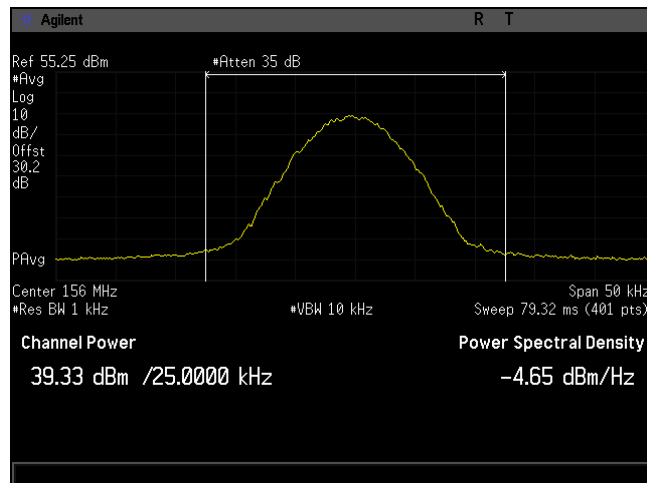 Agilent
R T
Ref 55.25 dBm #Atten 35 dB
#Avg
Log
10
dB/
Offst
30.2
dB
PAvg
Center 156 MHz Span 50 kHz
#Res BW 1 kHz #VBW 10 kHz Sweep 79.32 ms (401 pts)
Channel Power Power Spectral Density
39.33 dBm /25.0000 kHz -4.65 dBm/Hz